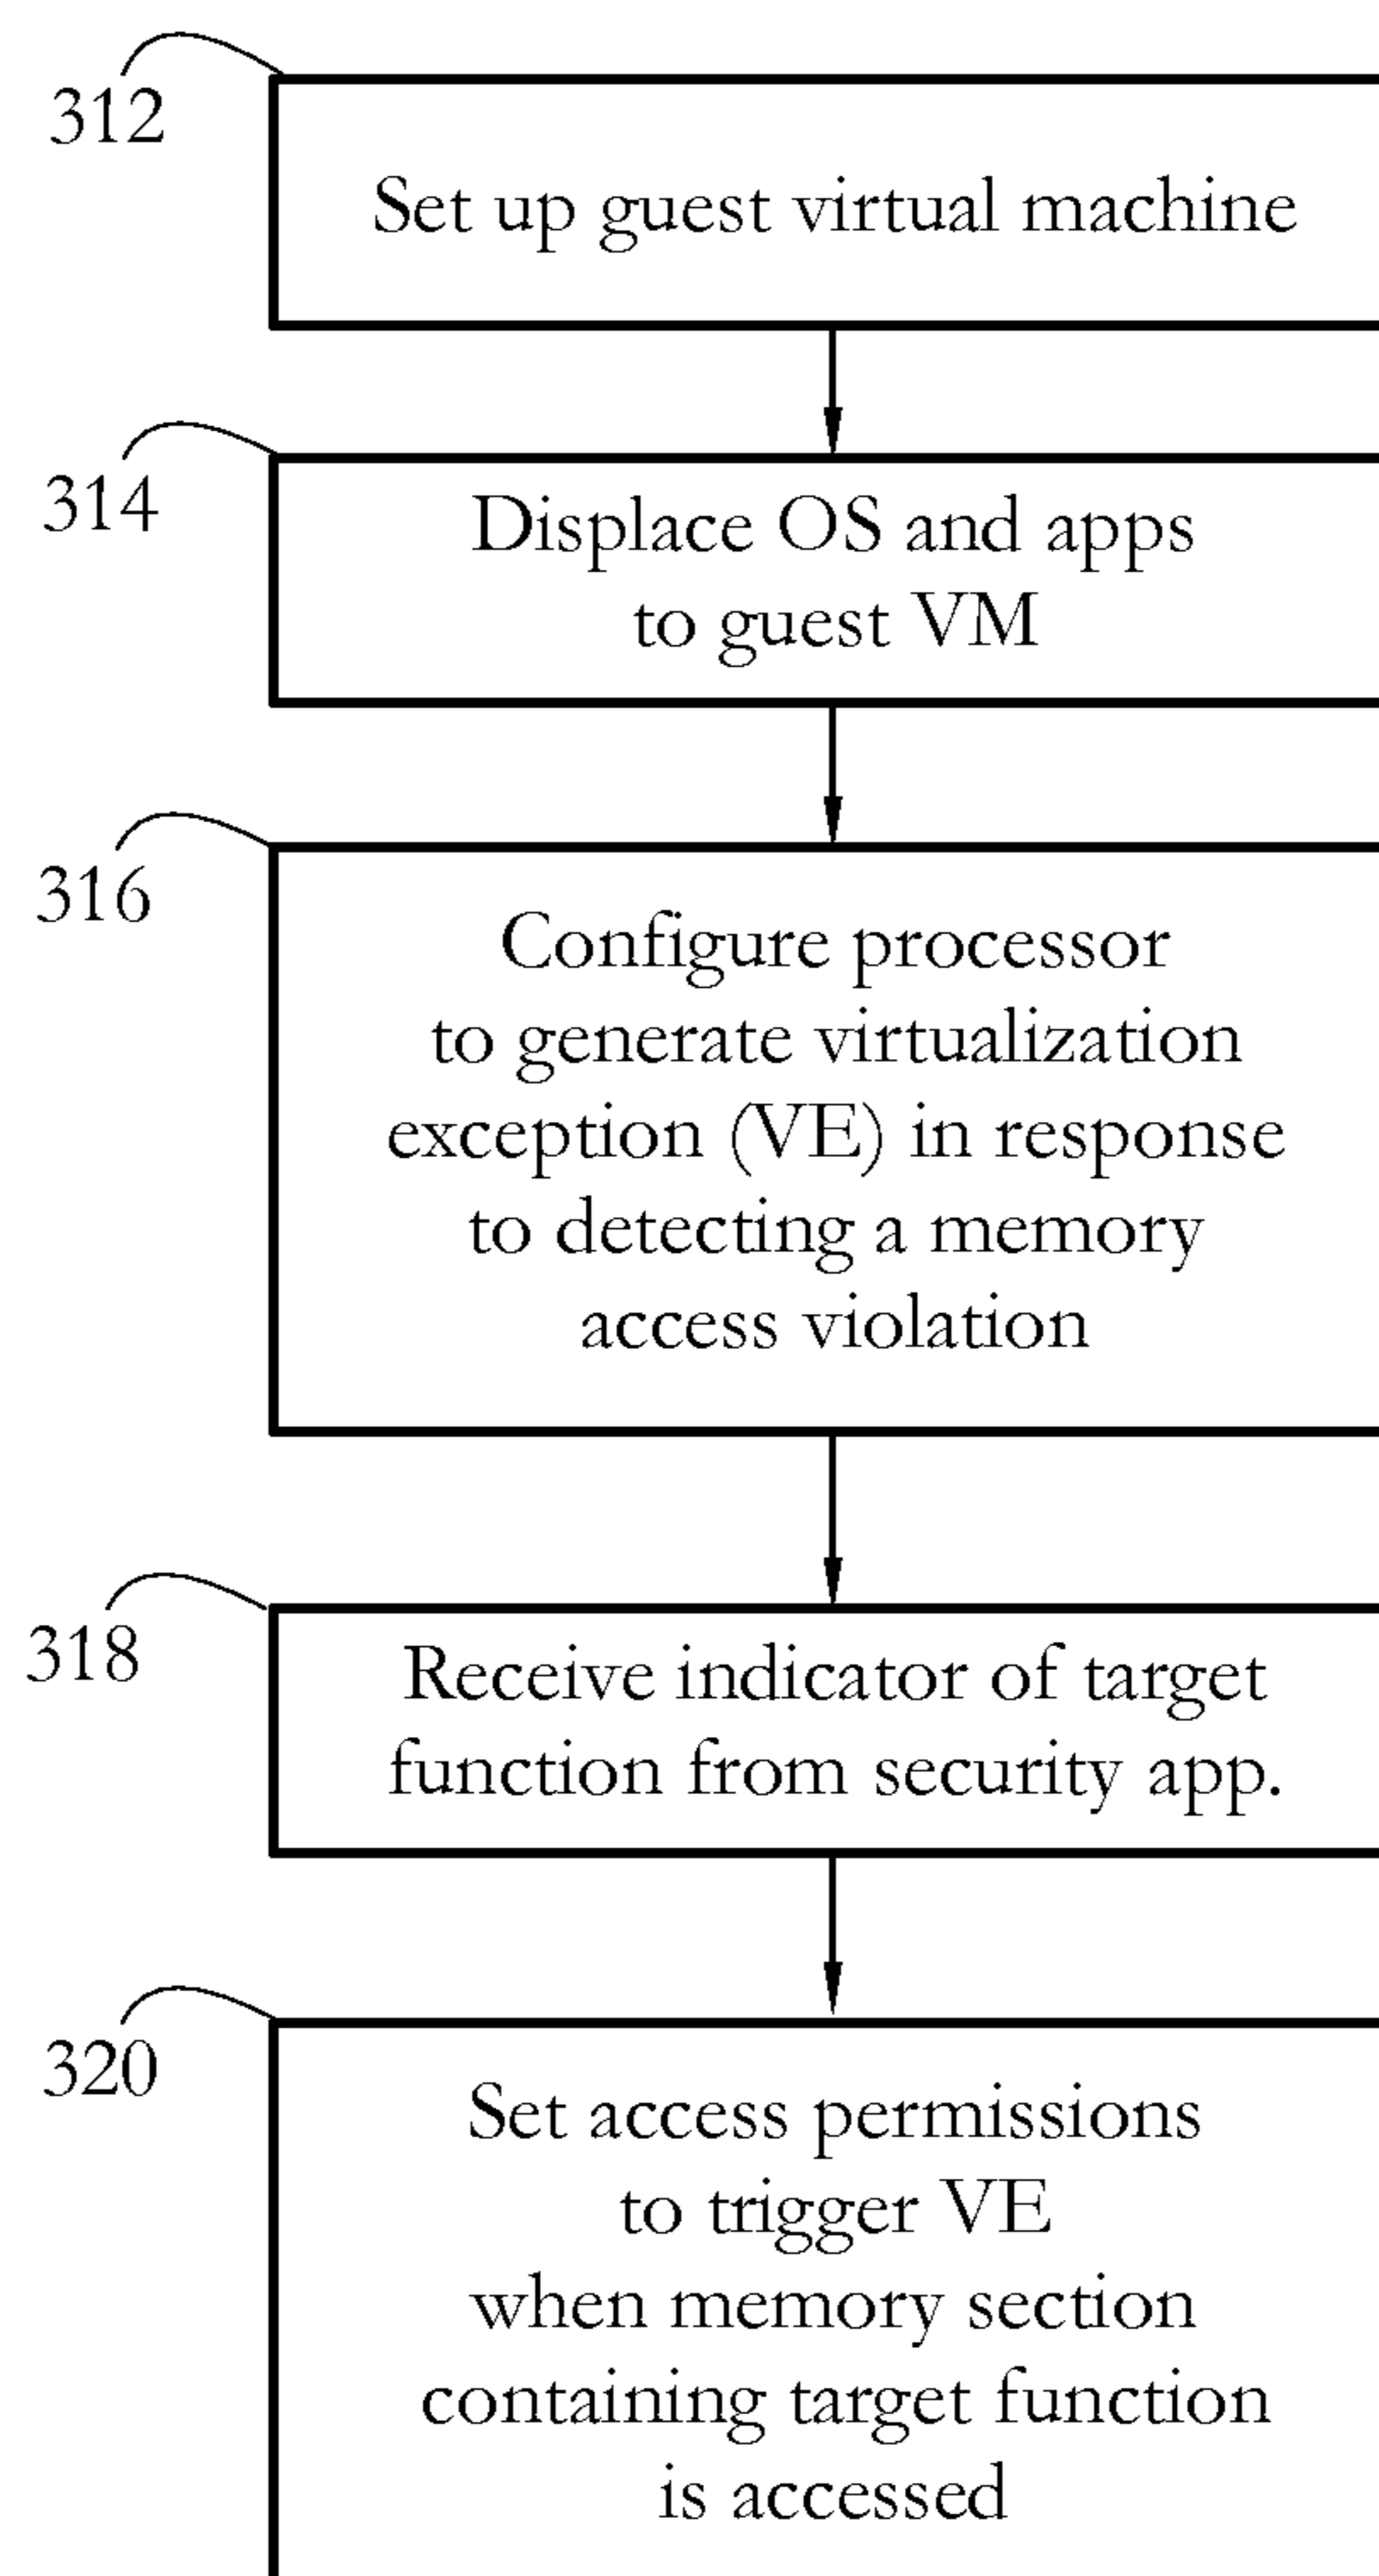 312
Set up guest virtual machine
314
Displace OS and apps
to guest VM
316
Configure processor
to generate virtualization
exception (VE) in response
to detecting a memory
access violation
318
Receive indicator of target
function from security app.
320
Set access permissions
to trigger VE
when memory section
containing target function
is accessed